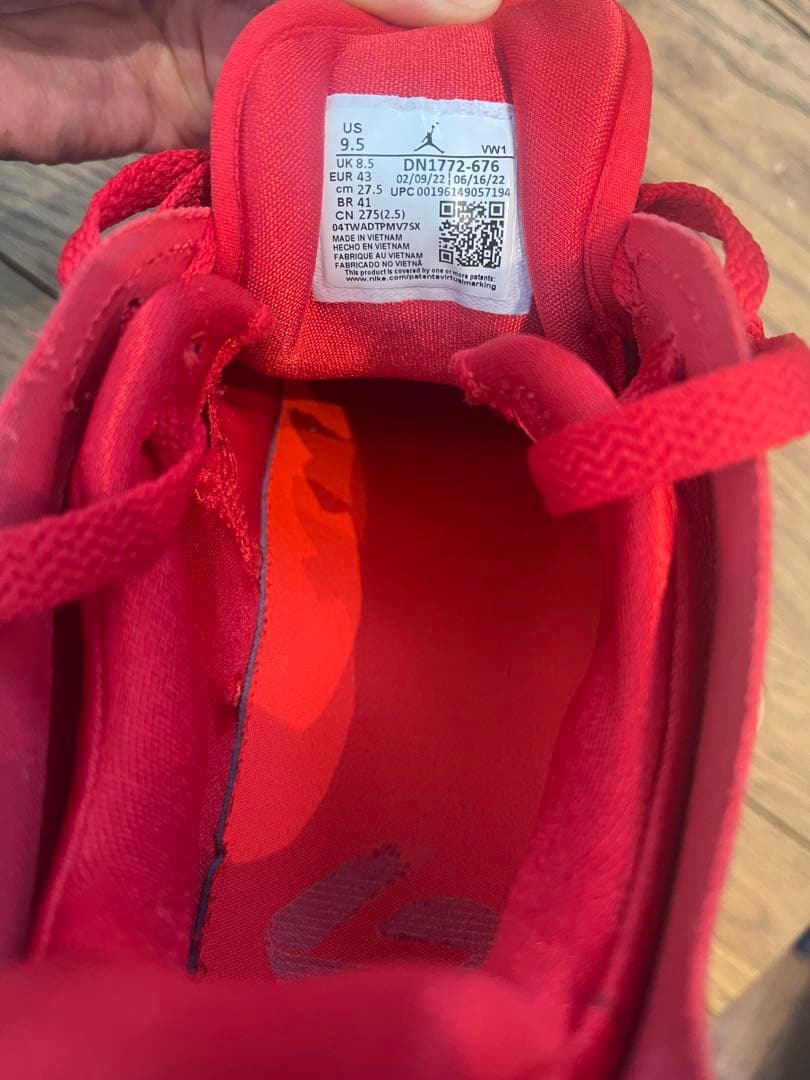 US
9.5
VW1
UK 8.5 DN1772-676
EUR 43 02/09/22 06/16/22
cm 27.5 UPC 00196149057194
BR 41
CN 275(2.5)
04TWADTPMV7SX
MADE IN VIETNAM
HECHO EN VIETNAM
FABRIQUE AU VIETNAM
FABRICADO NO VIETNÃ
This product is covered by one or more patents:
www.nike.com/patentsvirtualmarking